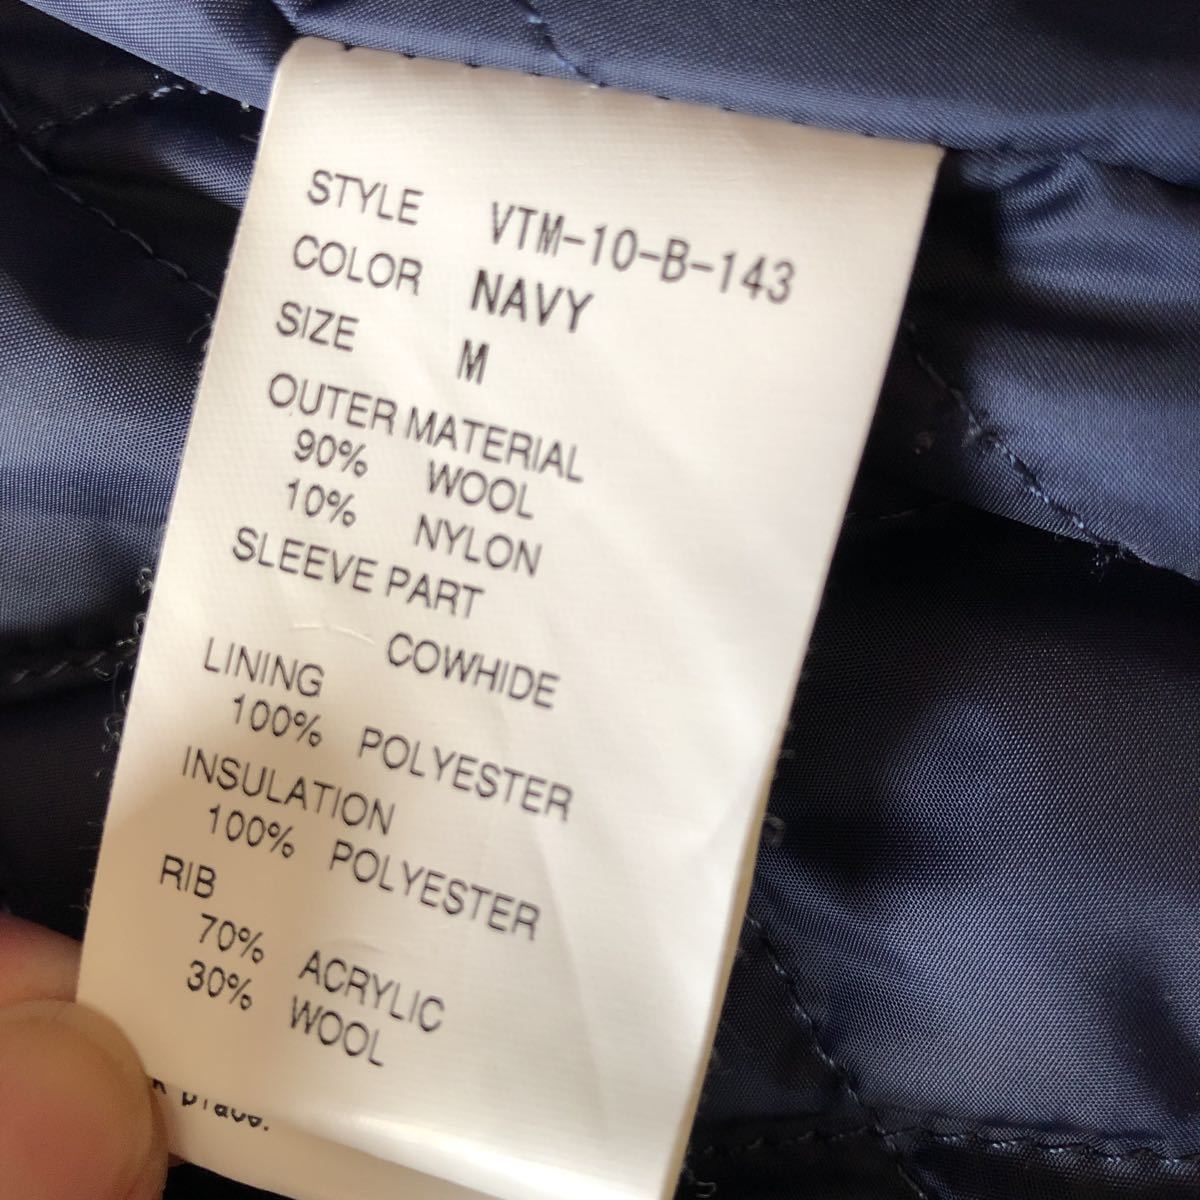 STYLE VTM-10-B-143
COLOR NAVY
SIZE M
OUTER MATERIAL
90% WOOL
10% NYLON
SLEEVE PART
COWHIDE
LINING
100% POLYESTER
INSULATION
100% POLYESTER
RIB
70% ACRYLIC
30% WOOL
place.